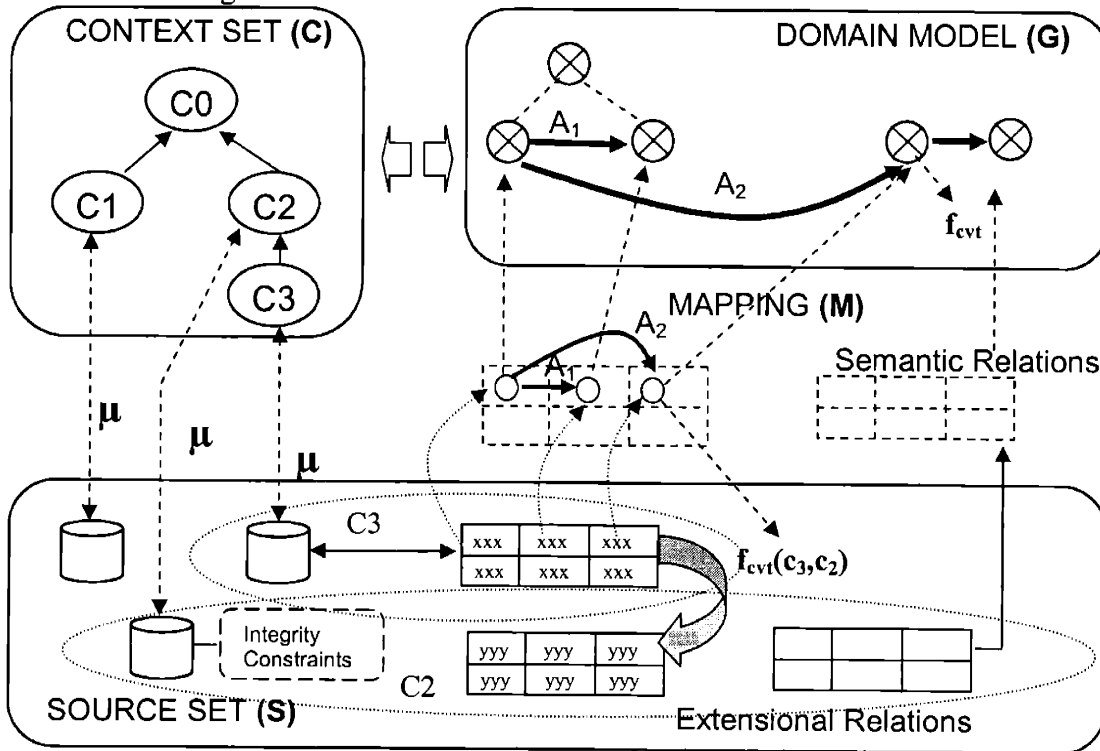 CONTEXT SET (C)
C0
C1
C2
C3
DOMAIN MODEL (G)
A1
A2
fcvt
MAPPING (M)
A2
A
Semantic Relations
μ
μ
μ
C3
xxx xxx xxx
xxx xxx xxx
fcvt(c3,c2)
Integrity
Constraints
C2
yyy yyy yyy
yyy yyy yyy
SOURCE SET (S)
Extensional Relations